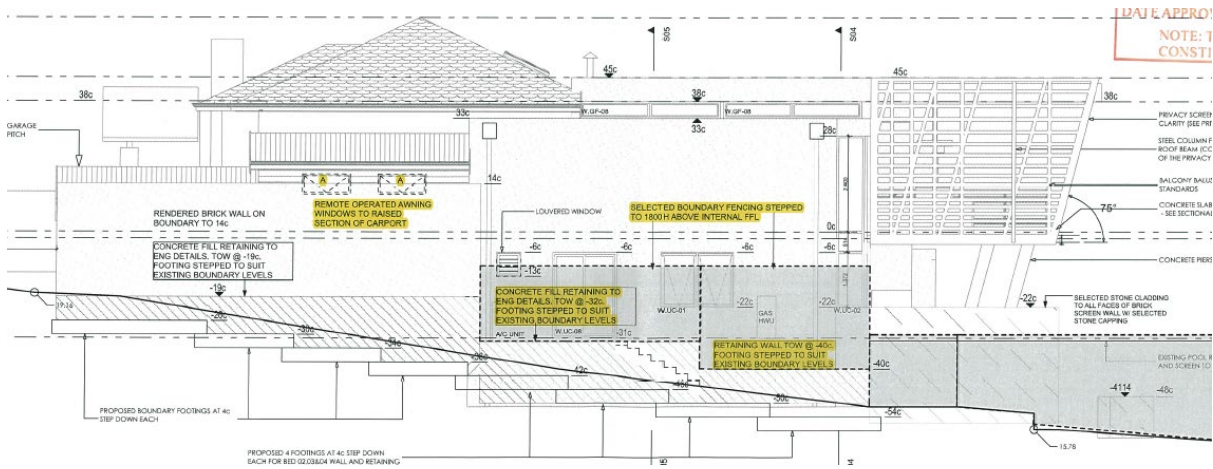 DATE APPROV
NOTE: T
CONSTI
S05
S04
45c
45c
38c
38c
38c
33c
W.GF-08
W.GF-08
33c
28c
GARAGE
PITCH
PRIVACY SCREEN
CLARITY (SEE PRI
STEEL COLUMN F
ROOF BEAM (CO
OF THE PRIVACY
A
A
14c
BALCONY BALUS
STANDARDS
REMOTE OPERATED AWNING
WINDOWS TO RAISED
SECTION OF CARPORT
SELECTED BOUNDARY FENCING STEPPED
TO 1800H ABOVE INTERNAL FFL
RENDERED BRICK WALL ON
BOUNDARY TO 14c
LOUVERED WINDOW
0c
75°
CONCRETE SLAB
- SEE SECTIONAL
CONCRETE FILL RETAINING TO
ENG DETAILS. TOW @ -19c.
FOOTING STEPPED TO SUIT
EXISTING BOUNDARY LEVELS
-6c
-6c
-6c
-6c
-13c
CONCRETE PIERS
-19c
19.16
CONCRETE FILL RETAINING TO
ENG DETAILS. TOW @ -32c.
FOOTING STEPPED TO SUIT
EXISTING BOUNDARY LEVELS
A/C UNIT
W.UC-08
-31c
W.UC-01
-22c
GAS
HWU
-22c
W.UC-02
-22c
SELECTED STONE CLADDING
TO ALL FACES OF BRICK
SCREEN WALL W/ SELECTED
STONE CAPPING
-26c
-30c
-34c
-38c
-42c
-46c
-50c
-54c
RETAINING WALL TOW @ -40c.
FOOTING STEPPED TO SUIT
EXISTING BOUNDARY LEVELS
-40c
EXISTING POOL R
AND SCREEN TO
-4114
-48c
PROPOSED BOUNDARY FOOTINGS AT 4c
STEP DOWN EACH
15.78
PROPOSED 4 FOOTINGS AT 4c STEP DOWN
EACH FOR BED 02,03&04 WALL AND RETAINING